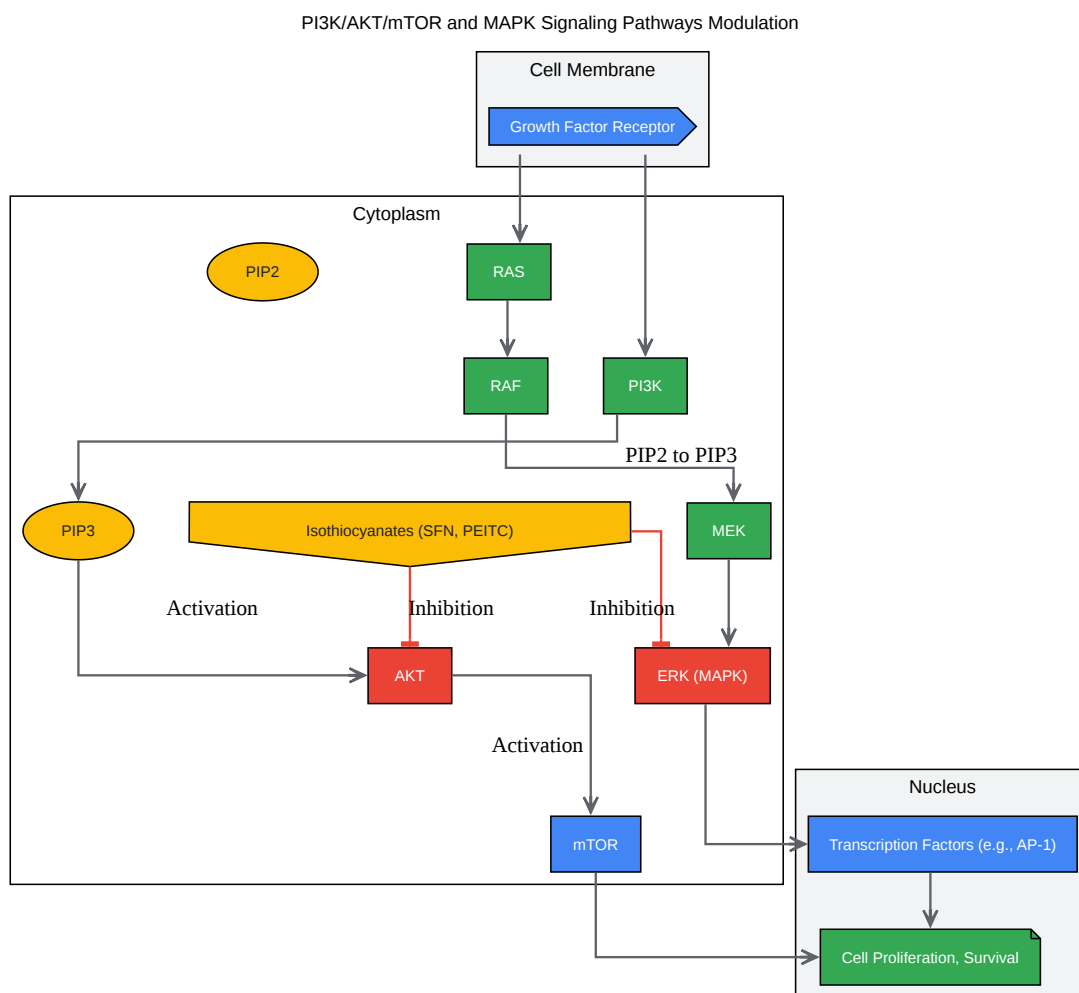 PI3K/AKT/mTOR and MAPK Signaling Pathways Modulation
Cell Membrane
Growth Factor Receptor
Cytoplasm
PIP2
RAS
RAF
PI3K
PIP2 to PIP3
PIP3
Isothiocyanates (SFN, PEITC)
MEK
Activation
Inhibition
Inhibition
AKT
ERK (MAPK)
Activation
Nucleus
mTOR
Transcription Factors (e.g., AP-1)
Cell Proliferation, Survival